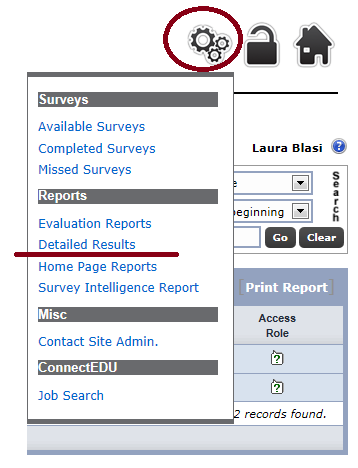 Surveys
Available Surveys
Completed Surveys
Missed Surveys
Reports
Evaluation Reports
Detailed Results
Home Page Reports
Survey Intelligence Report
Misc
Contact Site Admin.
ConnectEDU
Job Search
Laura Blasi ?
e
beginning
Search
Go Clear
[Print Report]
Access
Role
?
?
2 records found.